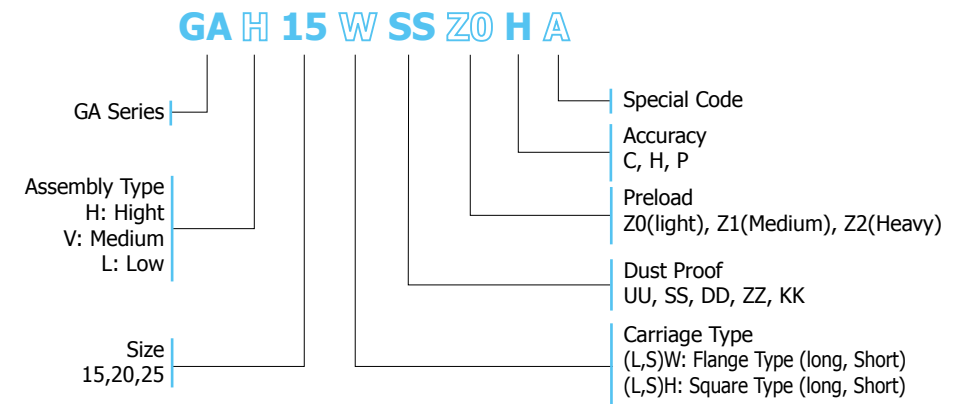 GA H 15 W SS Z0 H A
GA Series
Assembly Type
H: Hight
V: Medium
L: Low
Size
15,20,25
Special Code
Accuracy
C, H, P
Preload
Z0(light), Z1(Medium), Z2(Heavy)
Dust Proof
UU, SS, DD, ZZ, KK
Carriage Type
(L,S)W: Flange Type (long, Short)
(L,S)H: Square Type (long, Short)